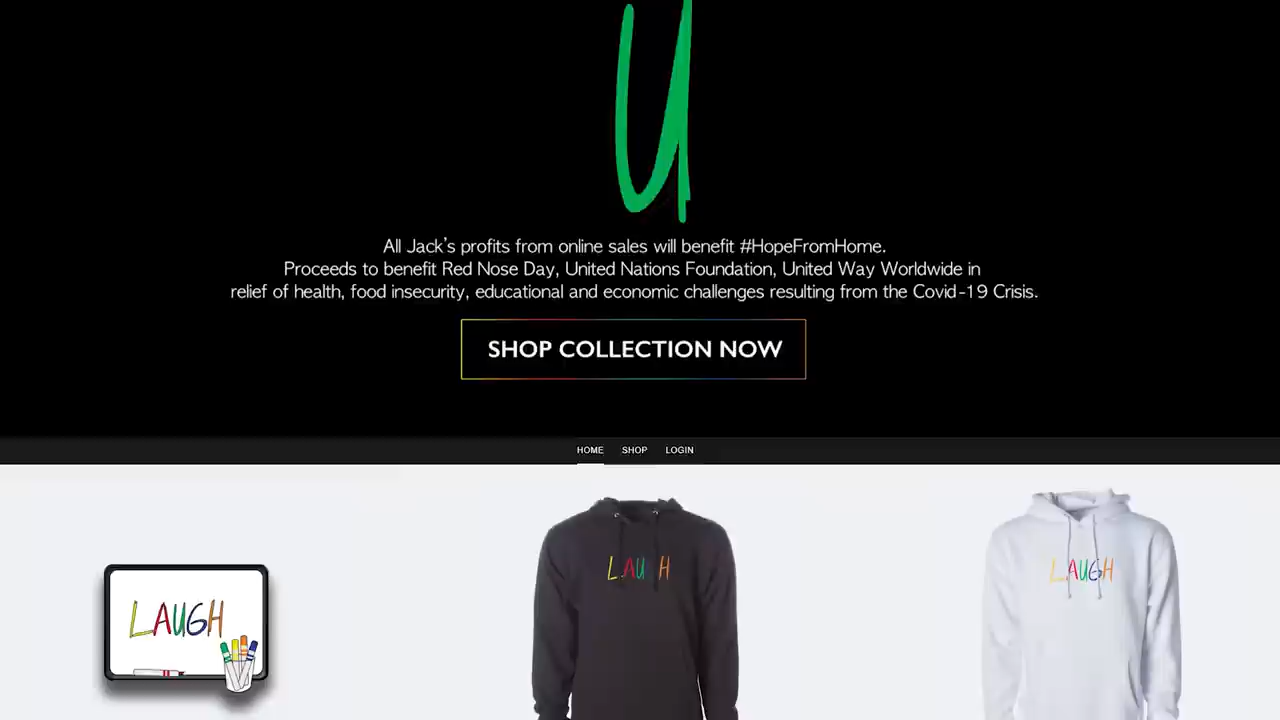 U
All Jack's profits from online sales will benefit #HopeFromHome.
Proceeds to benefit Red Nose Day, United Nations Foundation, United Way Worldwide in
relief of health, food insecurity, educational and economic challenges resulting from the Covid-19 Crisis.
SHOP COLLECTION NOW
HOME SHOP LOGIN
LAUGH
LAU H
LAUGH